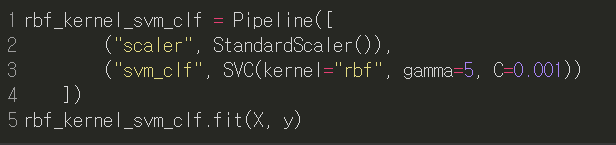 1 rbf_kernel_svm_clf = Pipeline([
2         ("scaler", StandardScaler()),
3         ("svm_clf", SVC(kernel="rbf", gamma=5, C=0.001))
4     ])
5 rbf_kernel_svm_clf.fit(X, y)